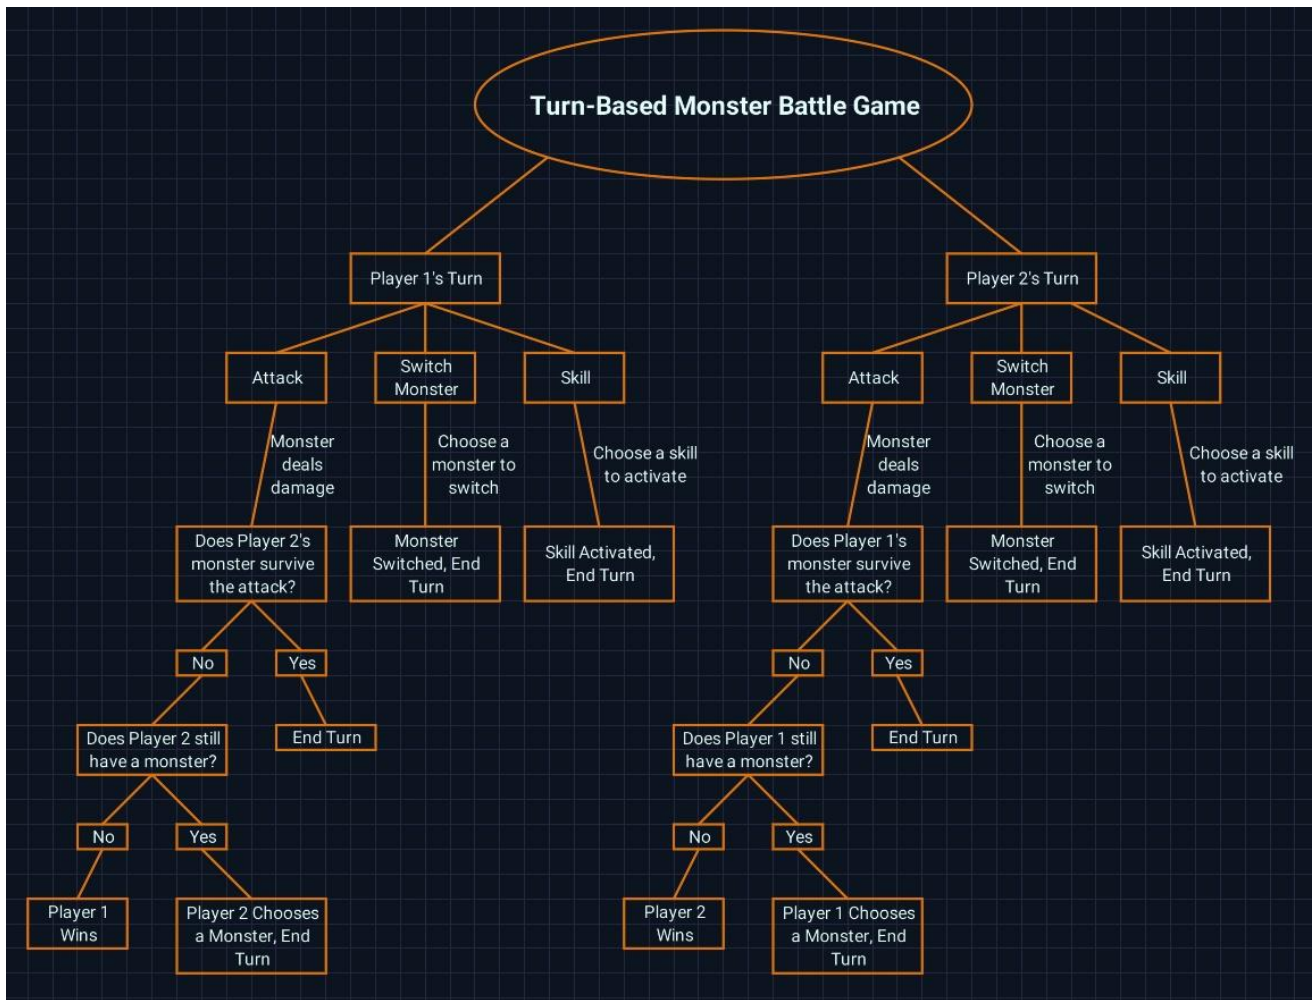 Turn-Based Monster Battle Game
Player 1's Turn
Player 2's Turn
Attack
Switch
Monster
Skill
Attack
Switch
Monster
Skill
Monster
deals
damage
Choose a
monster to
switch
Choose a skill
to activate
Monster
deals
damage
Choose a
monster to
switch
Choose a skill
to activate
Does Player 2's
monster survive
the attack?
Monster
Switched, End
Turn
Skill Activated,
End Turn
Does Player 1's
monster survive
the attack?
Monster
Switched, End
Turn
Skill Activated,
End Turn
No
Yes
No
Yes
Does Player 2 still
have a monster?
End Turn
Does Player 1 still
have a monster?
End Turn
No
Yes
No
Yes
Player 1
Wins
Player 2 Chooses
a Monster, End
Turn
Player 2
Wins
Player 1 Chooses
a Monster, End
Turn